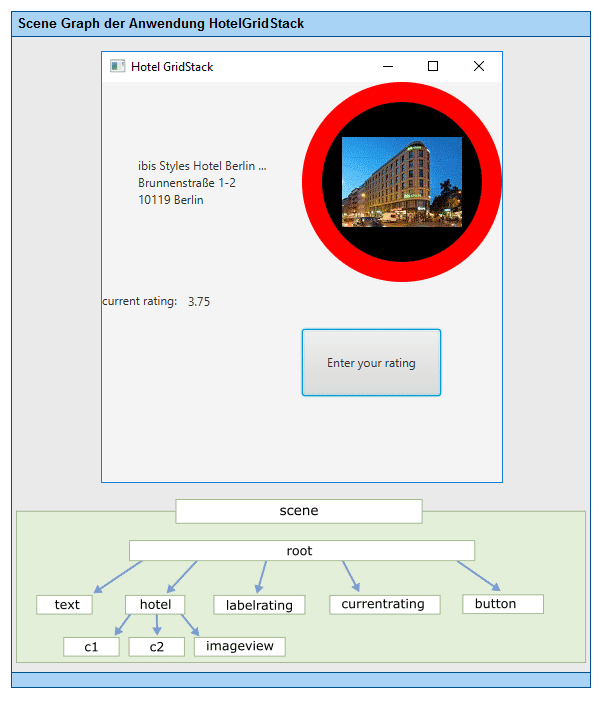 Scene Graph der Anwendung HotelGridStack
Hotel GridStack
ibis Styles Hotel Berlin ...
Brunnenstraße 1-2
10119 Berlin
current rating: 3.75
Enter your rating
scene
root
text hotel labelrating currentrating button
c1 c2 imageview